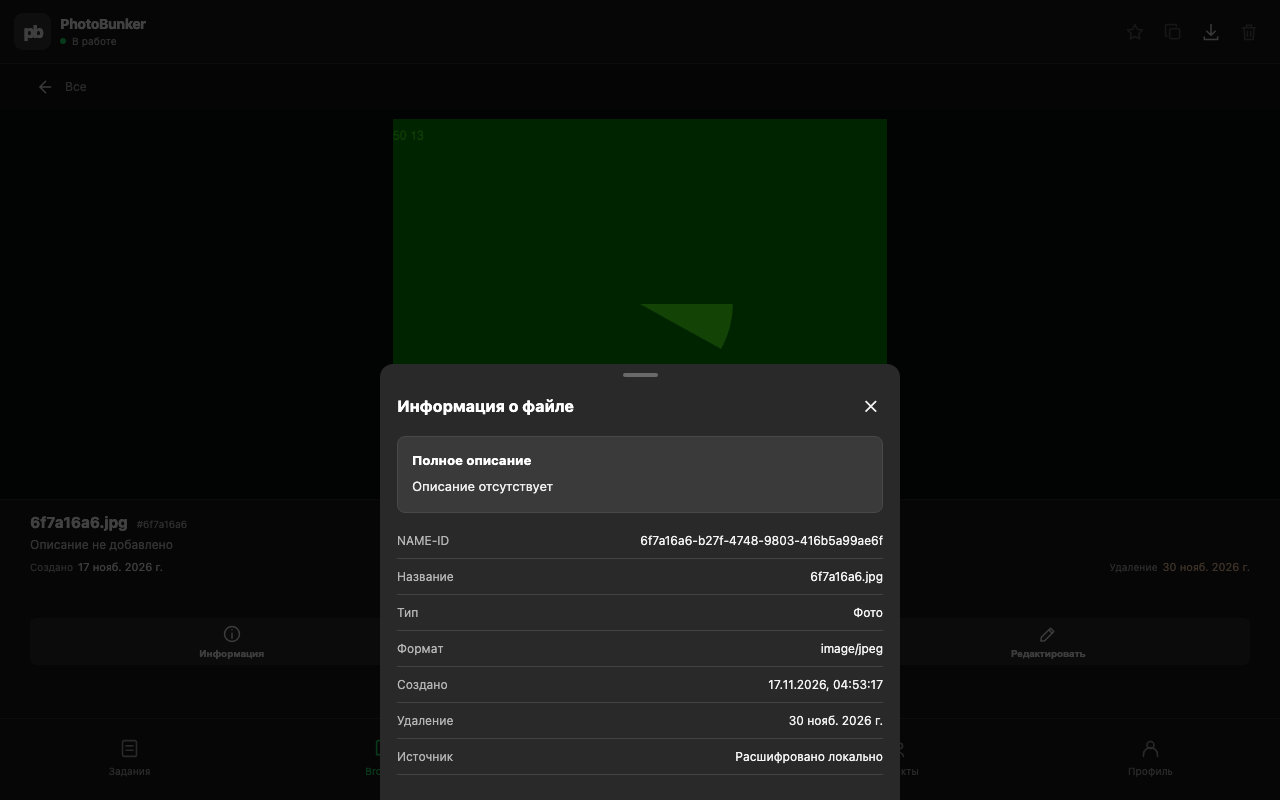 pb PhotoBunker
В работе
Все
50 13
Информация о файле
Полное описание
Описание отсутствует
NAME-ID 6f7a16a6-b27f-4748-9803-416b5a99ae6f
Название 6f7a16a6.jpg
Тип Фото
Формат image/jpeg
Создано 17.11.2026, 04:53:17
Удаление 30 нояб. 2026 г.
Источник Расшифровано локально
6f7a16a6.jpg #6f7a16a6
Описание не добавлено
Создано 17 нояб. 2026 г.
Удаление 30 нояб. 2026 г.
Информация
Редактировать
Задания
Профиль